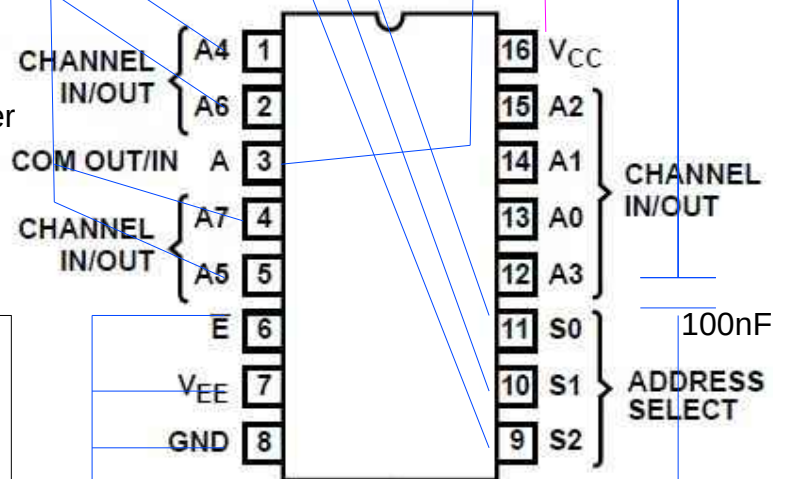 A4 1
CHANNEL
IN/OUT
A6 2
er
COM OUT/IN A 3
A7 4
CHANNEL
IN/OUT
A5 5
E̅ 6
VEE 7
GND 8
16 VCC
15 A2
14 A1
CHANNEL
IN/OUT
13 A0
12 A3
11 S0
100nF
10 S1
ADDRESS
SELECT
9 S2